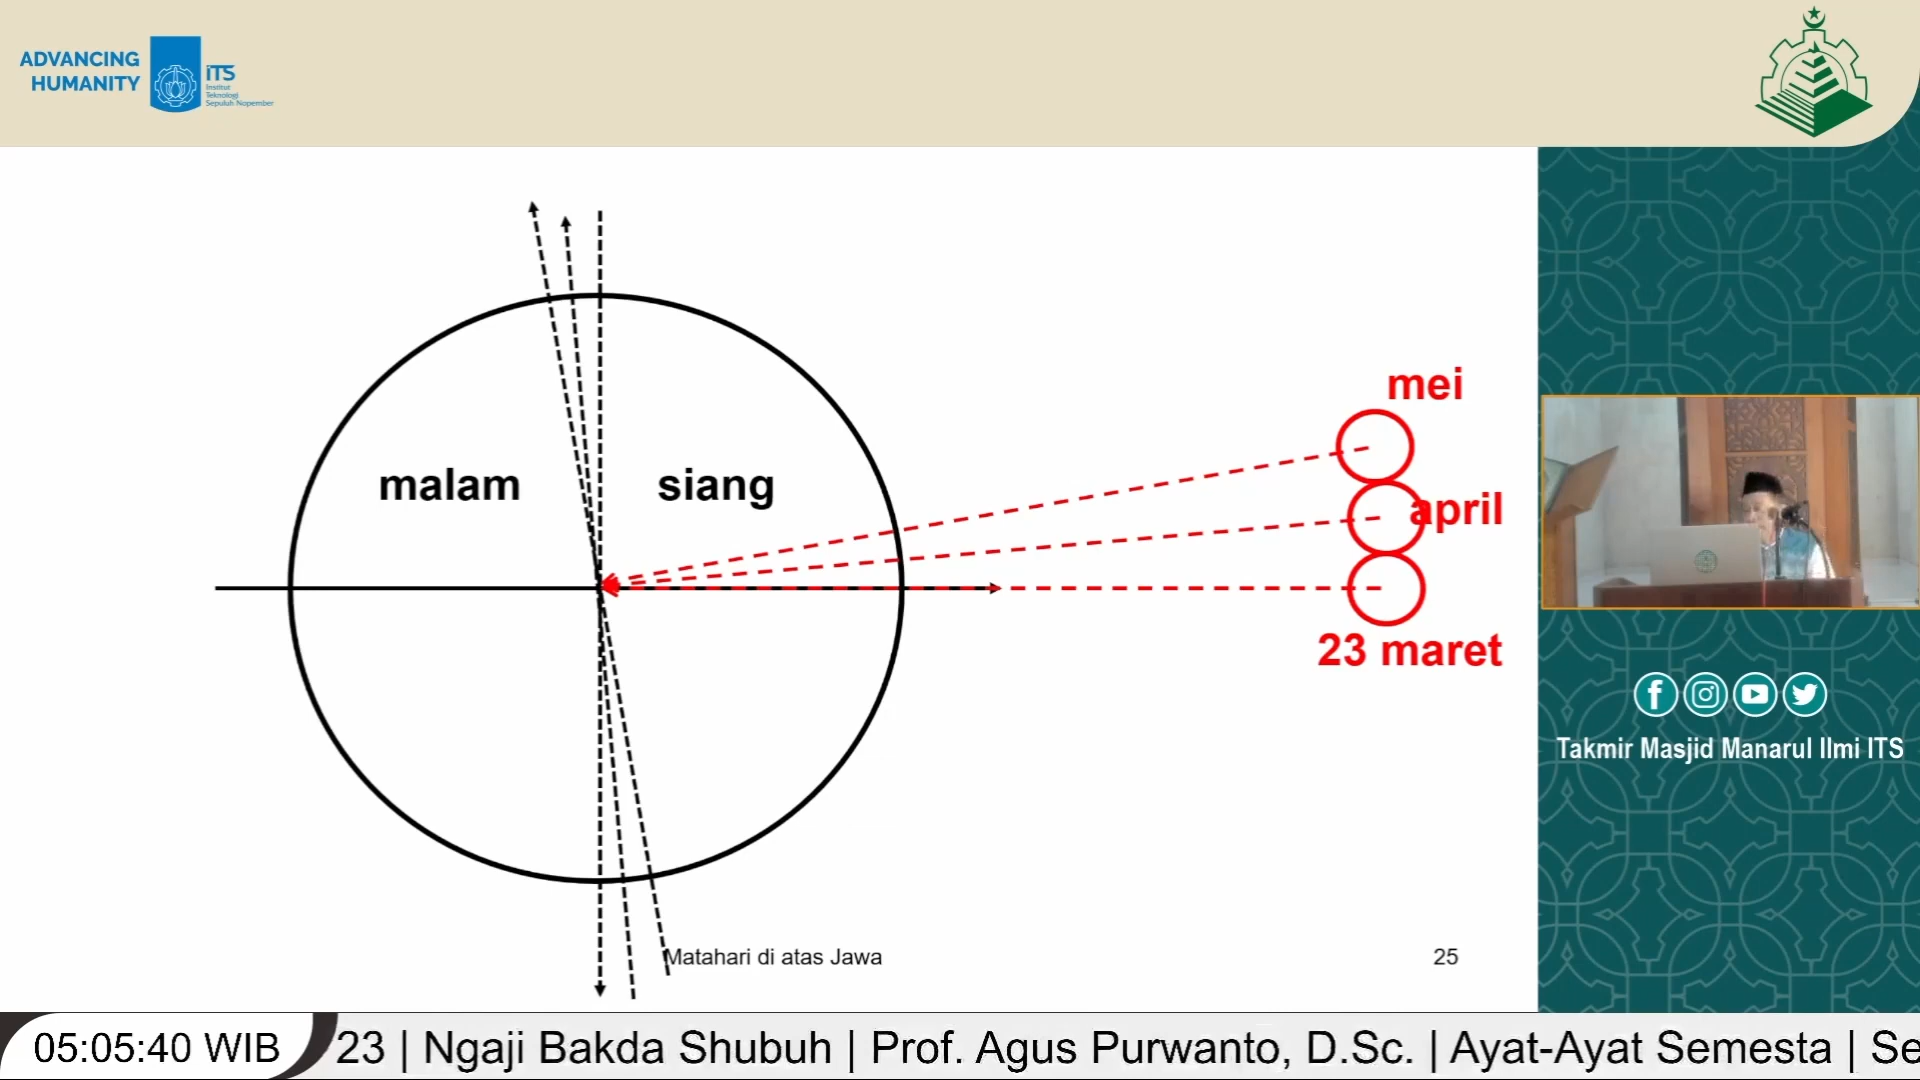 ADVANCING
HUMANITY
iTS
Institut
Teknologi
Sepuluh Nopember
mei
malam
siang
april
23 maret
Takmir Masjid Manarul Ilmi ITS
Matahari di atas Jawa
25
05:05:40 WIB
23 | Ngaji Bakda Shubuh | Prof. Agus Purwanto, D.Sc. | Ayat-Ayat Semesta | Se